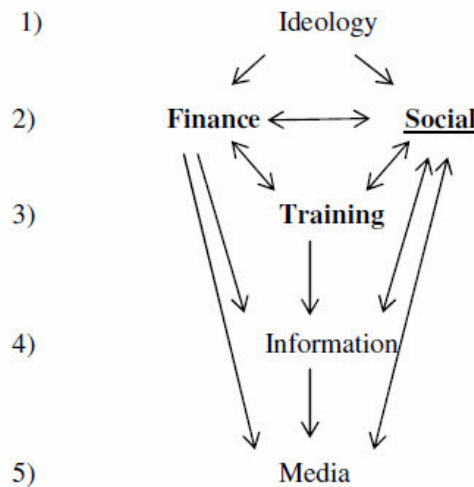 1) Ideology
2) Finance Social
3) Training
4) Information
5) Media